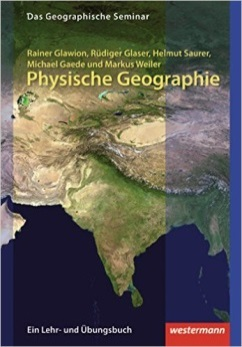 Das Geographische Seminar
Rainer Glawion, Rüdiger Glaser, Helmut Saurer,
Michael Gaede und Markus Weiler
Physische Geographie
Ein Lehr- und Übungsbuch
westermann